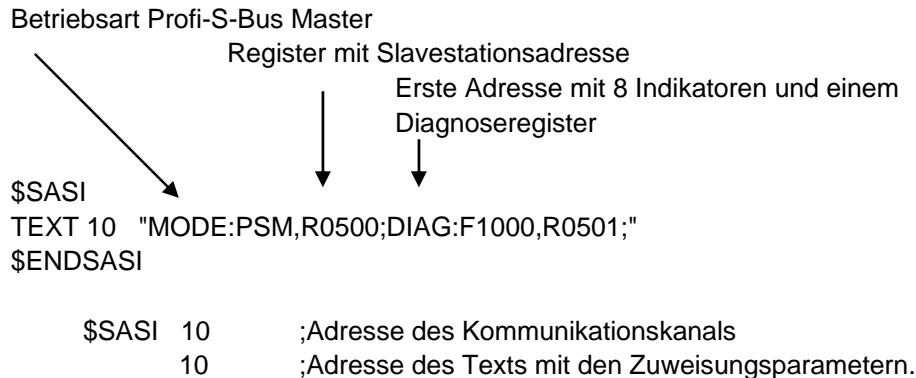 Betriebsart Profi-S-Bus Master
Register mit Slavestationsadresse
Erste Adresse mit 8 Indikatoren und einem
Diagnoseregister
$SASI
TEXT 10 "MODE:PSM,R0500;DIAG:F1000,R0501;"
$ENDSASI
$SASI 10 ;Adresse des Kommunikationskanals
10 ;Adresse des Texts mit den Zuweisungsparametern.